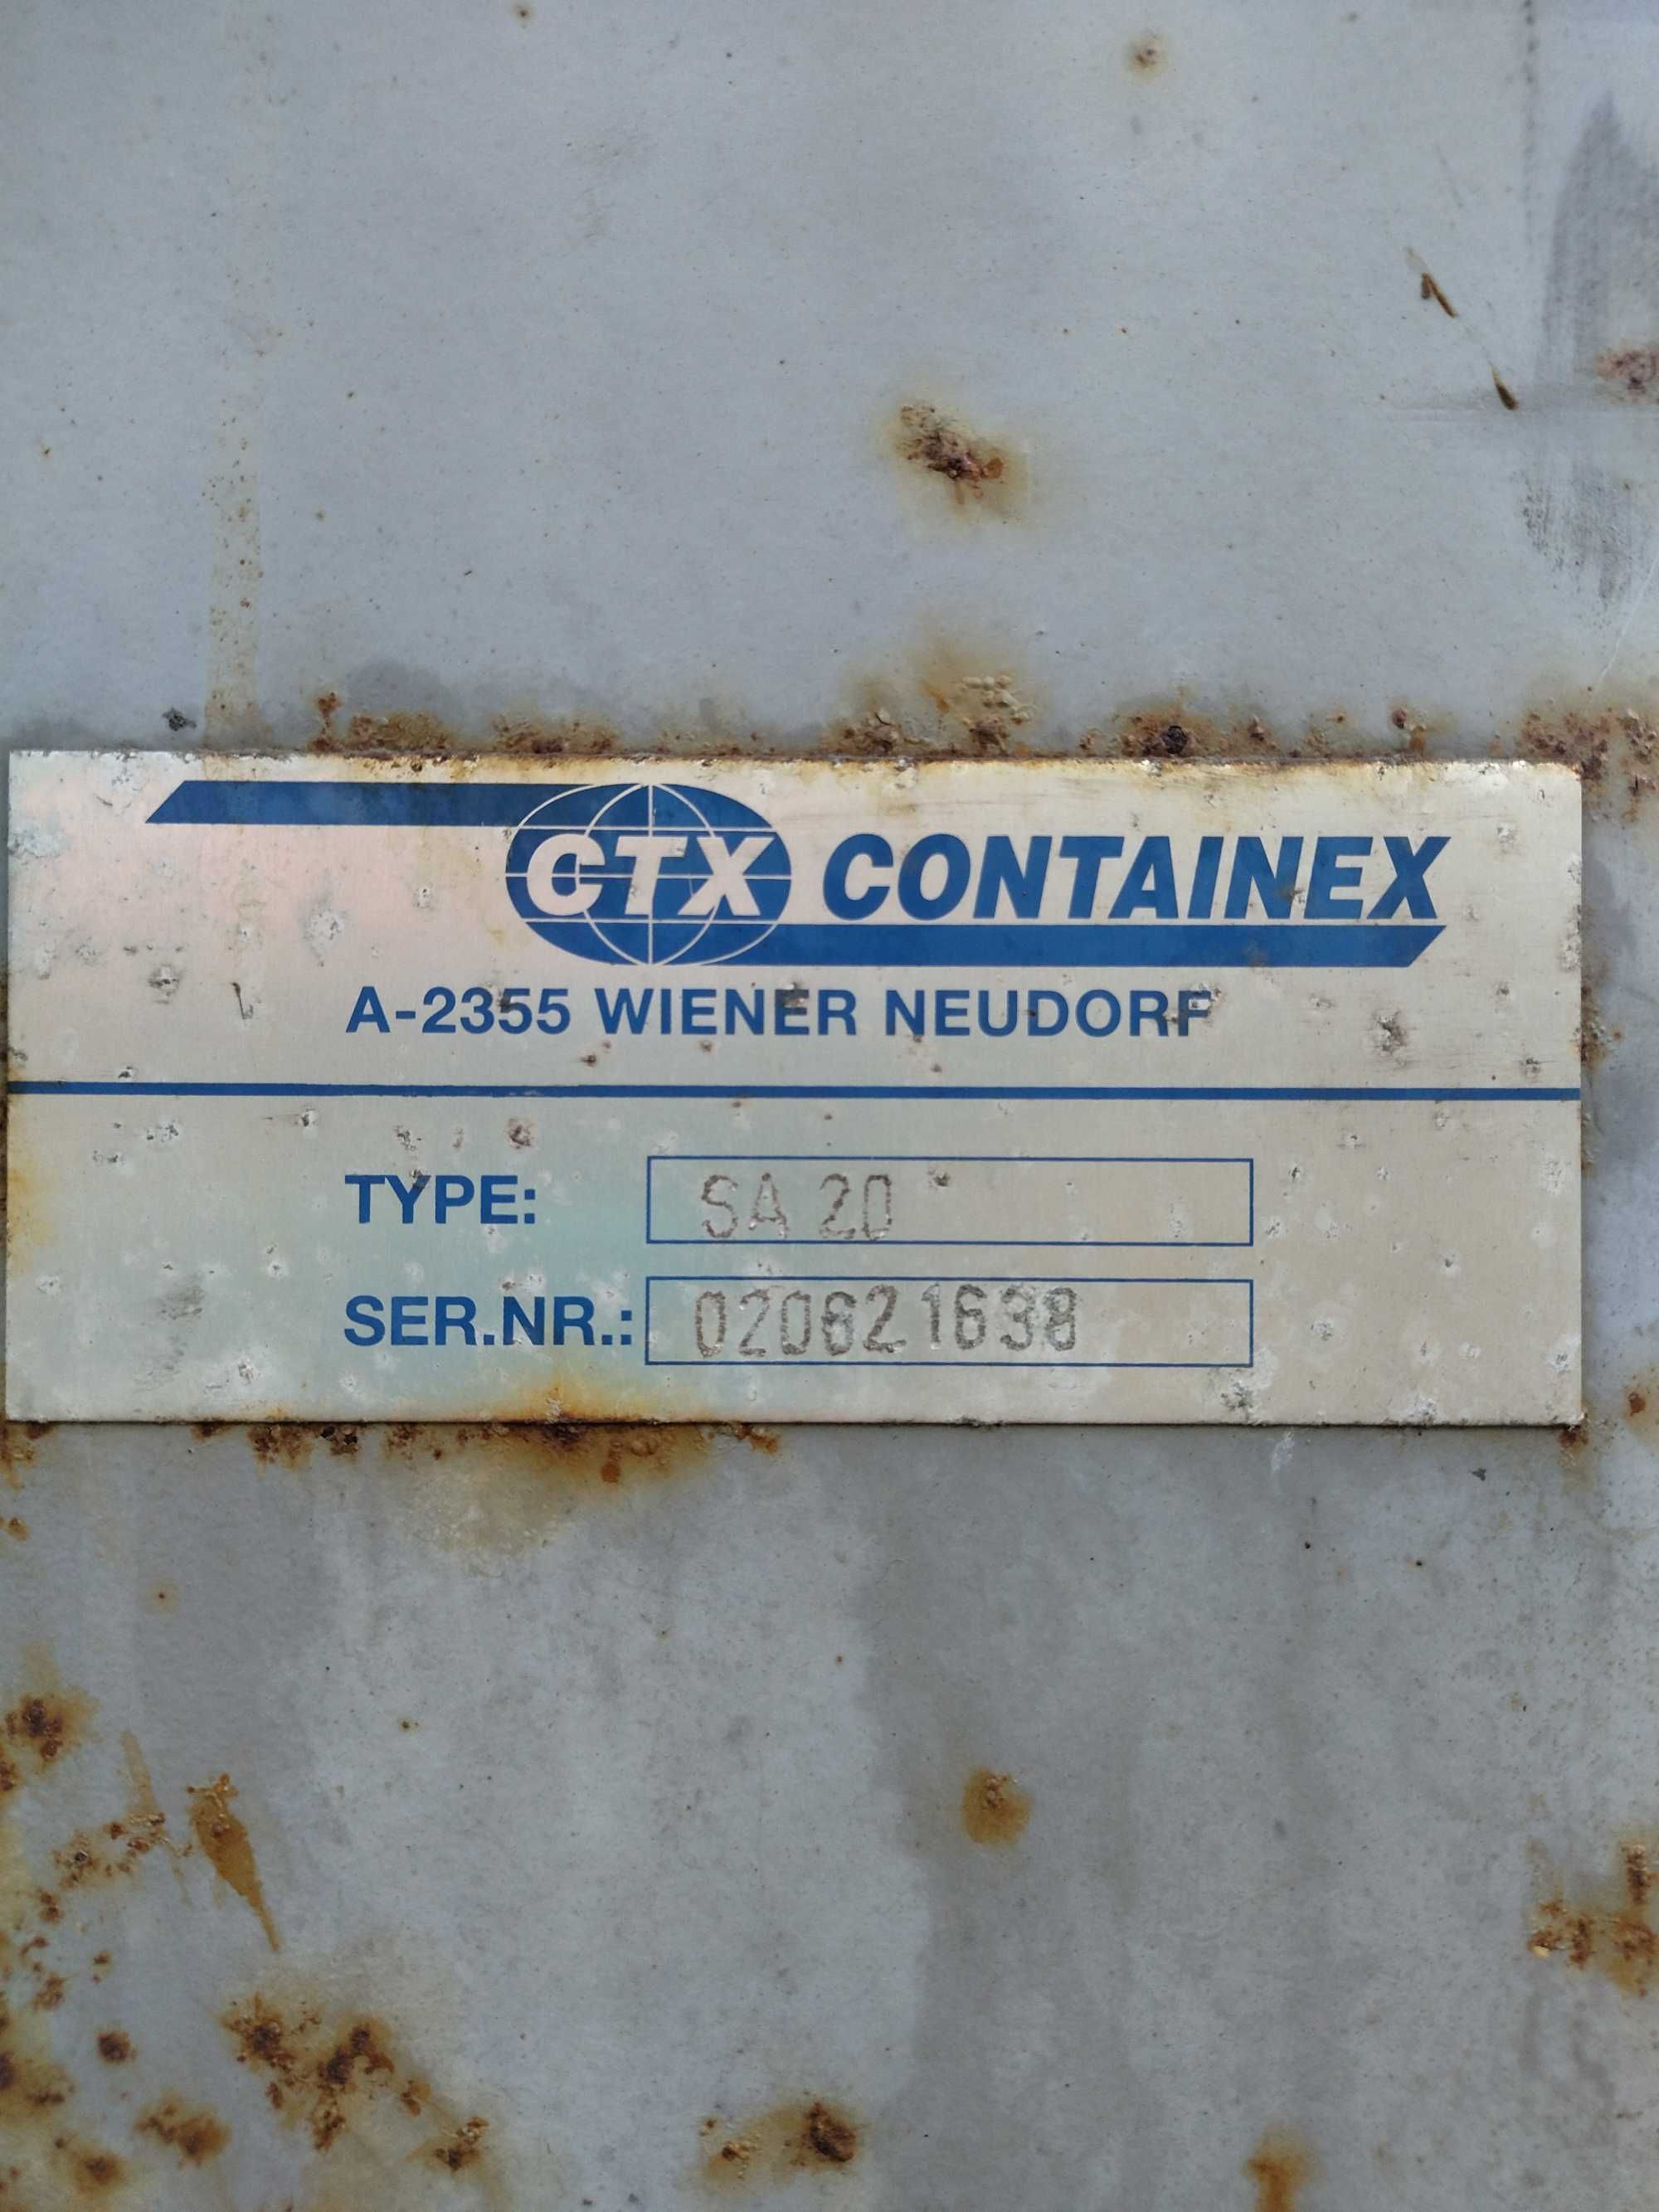 CTX CONTAINEX
A-2355 WIENER NEUDORF
TYPE: SA 20
SER.NR.: 020621638